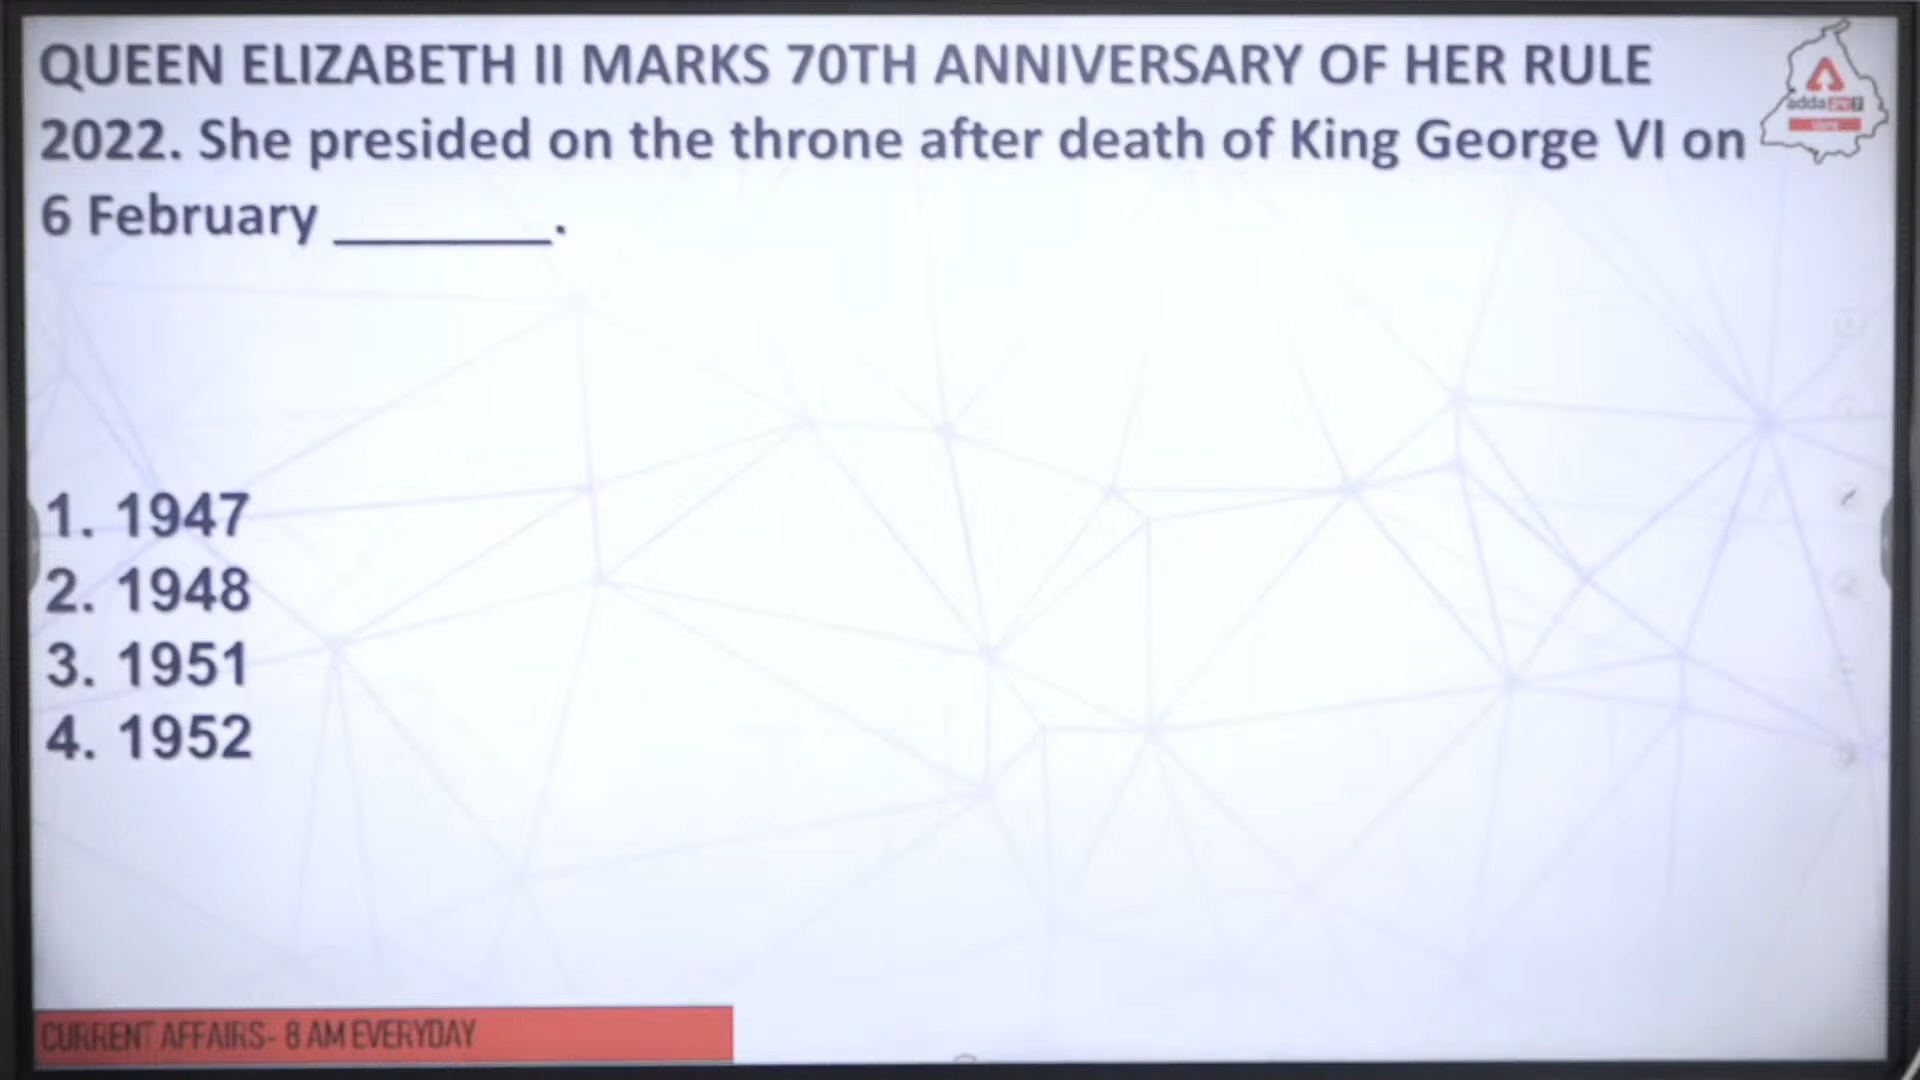 QUEEN ELIZABETH II MARKS 70TH ANNIVERSARY OF HER RULE
2022. She presided on the throne after death of King George VI on
6 February ________.
adda247
1. 1947
2. 1948
3. 1951
4. 1952
CURRENT AFFAIRS- 8 AM EVERYDAY